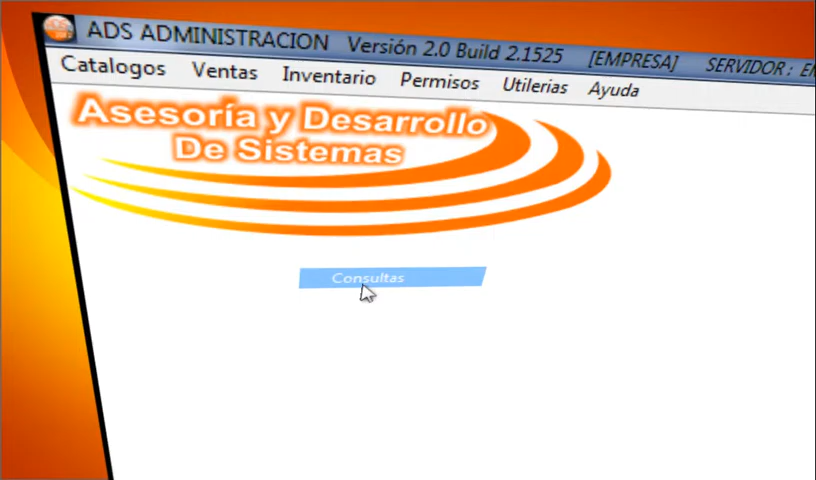 ADS ADMINISTRACION Versión 2.0 Build 2.1525 [EMPRESA] SERVIDOR :
Catalogos Ventas Inventario Permisos Utilerias Ayuda
Asesoría y Desarrollo
De Sistemas
Consultas